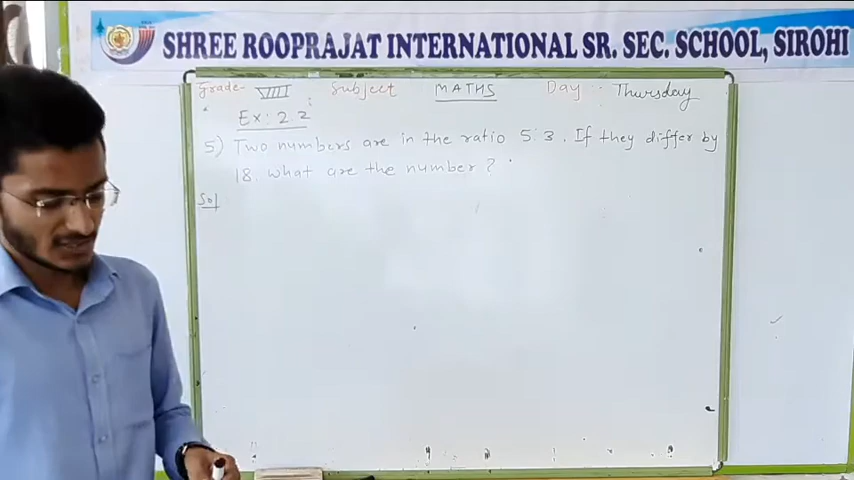 SHREE ROOPRAJAT INTERNATIONAL SR. SEC. SCHOOL, SIROHI
Grade- VIII Subject MATHS Day : Thursday
Ex: 2.2
5) Two numbers are in the ratio 5:3. If they differ by
18. what are the number?
Sol